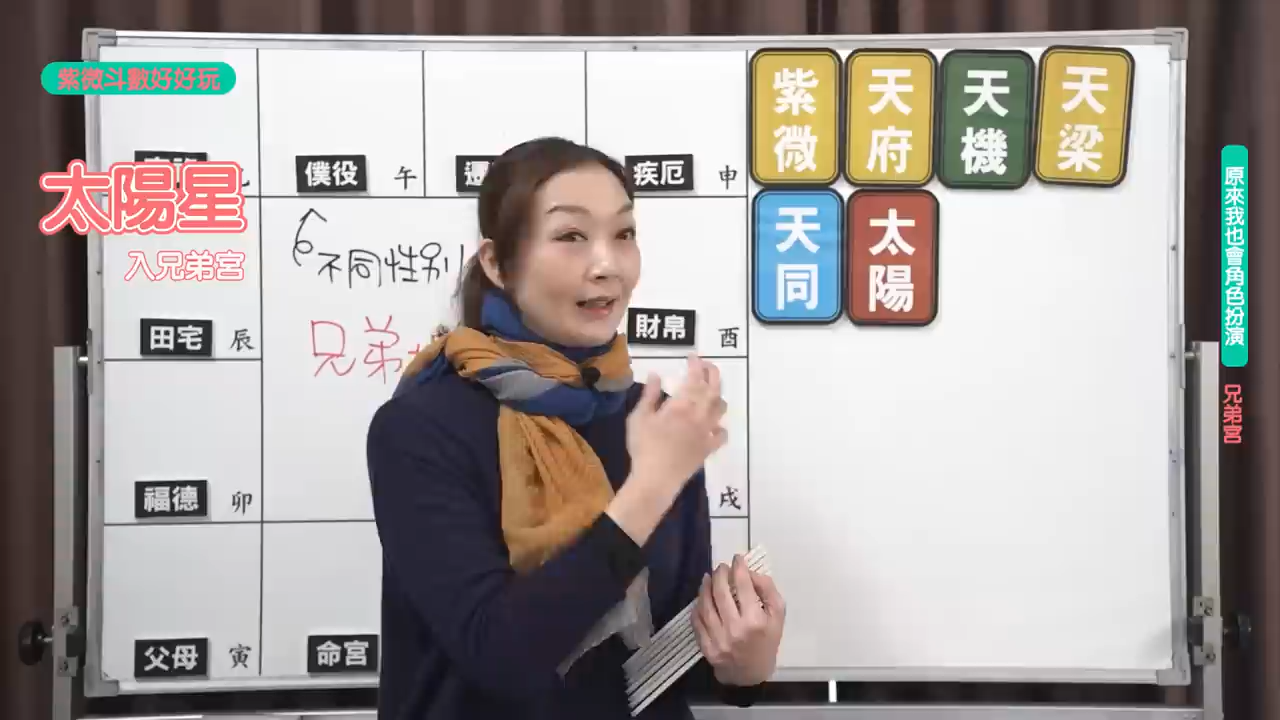 紫微斗數好好玩
太陽星
入兄弟宮
紫微
天府
天機
天梁
天同
太陽
僕役
午
疾厄
申
不同性別
兄弟
田宅
辰
財帛
酉
福德
卯
戌
父母
寅
命宮
原來我也會角色扮演
兄弟宮